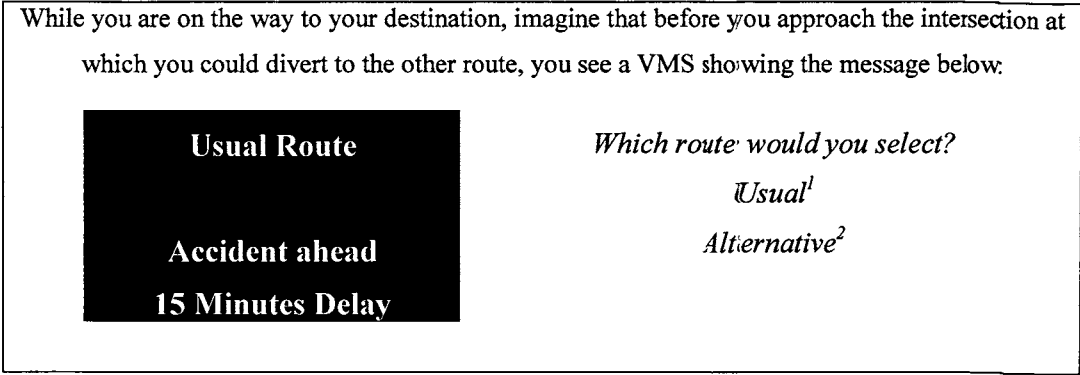 While you are on the way to your destination, imagine that before you approach the intersection at
which you could divert to the other route, you see a VMS showing the message below:
Usual Route
Accident ahead
15 Minutes Delay
Which route would you select?
Usual¹
Alternative²